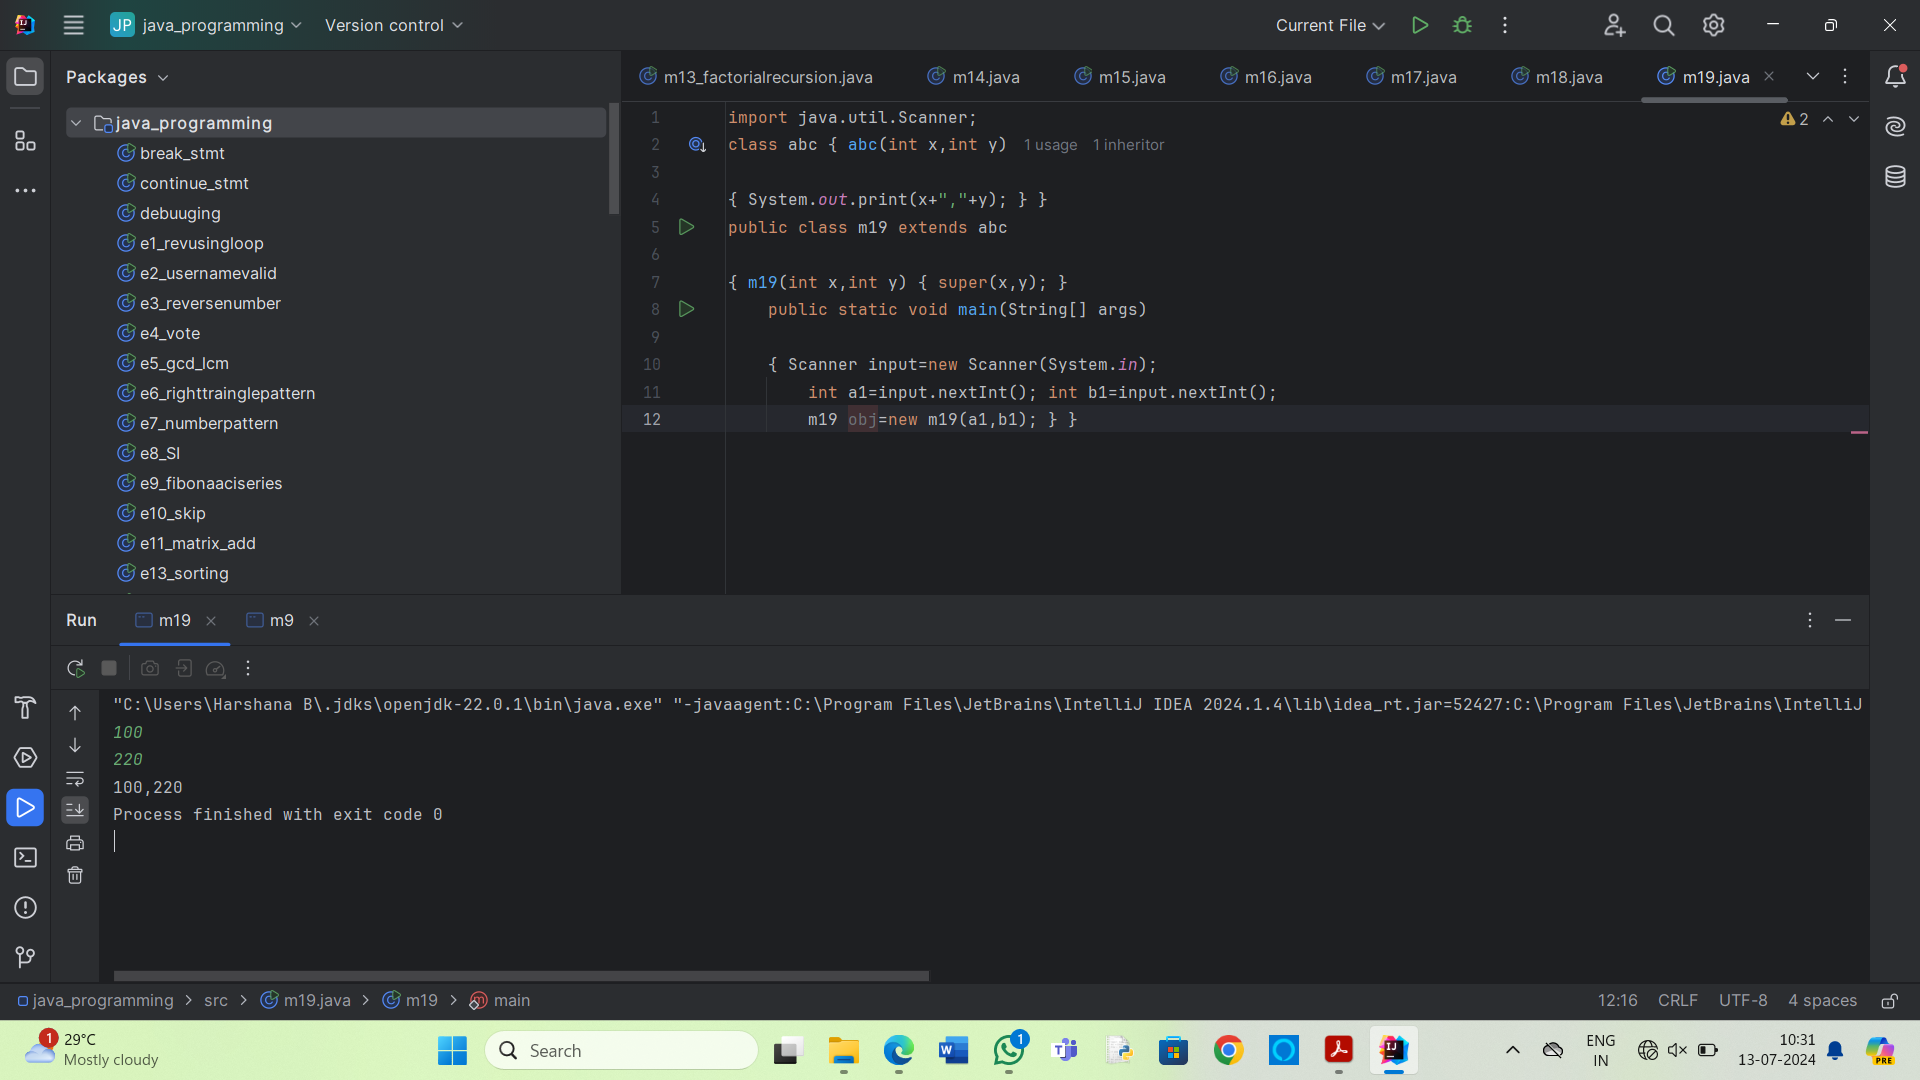 JP java_programming Version control Current File
Packages
m13_factorialrecursion.java m14.java m15.java m16.java m17.java m18.java m19.java
java_programming
break_stmt
continue_stmt
debuuging
e1_revusingloop
e2_usernamevalid
e3_reversenumber
e4_vote
e5_gcd_lcm
e6_righttrainglepattern
e7_numberpattern
e8_SI
e9_fibonaaciseries
e10_skip
e11_matrix_add
e13_sorting
2
1 import java.util.Scanner;
2 class abc { abc(int x,int y) 1 usage 1 inheritor
3
4 { System.out.print(x+","+y); } }
5 public class m19 extends abc
6
7 { m19(int x,int y) { super(x,y); }
8 public static void main(String[] args)
9
10 { Scanner input=new Scanner(System.in);
11 int a1=input.nextInt(); int b1=input.nextInt();
12 m19 obj=new m19(a1,b1); } }
Run m19 m9
"C:\Users\Harshana B\.jdks\openjdk-22.0.1\bin\java.exe" "-javaagent:C:\Program Files\JetBrains\IntelliJ IDEA 2024.1.4\lib\idea_rt.jar=52427:C:\Program Files\JetBrains\IntelliJ
100
220
100,220
Process finished with exit code 0
java_programming > src > m19.java > m19 > main 12:16 CRLF UTF-8 4 spaces
1 29°C
Mostly cloudy
Search
1
ENG
IN
10:31
13-07-2024
PRE